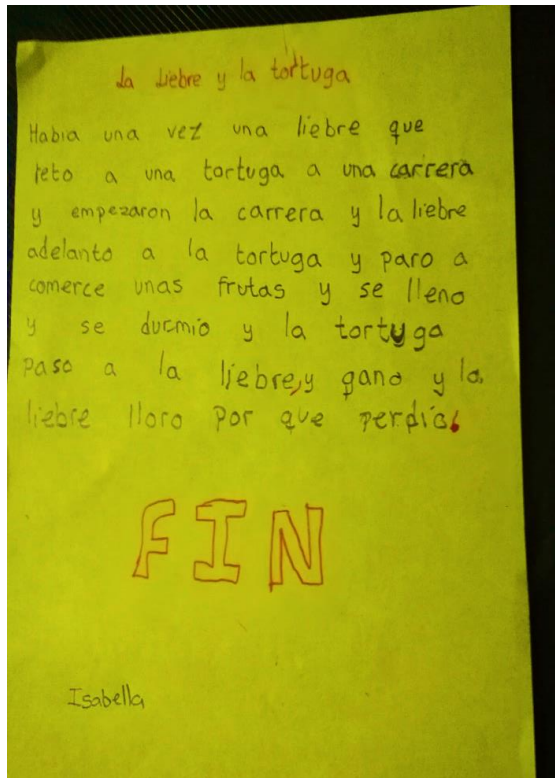 La Liebre y la tortuga
Habia una vez una liebre que
reto a una tortuga a una carrera
y empezaron la carrera y la liebre
adelanto a la tortuga y paro a
comerce unas frutas y se lleno
y se durmio y la tortuga
paso a la liebre, y gano y la
liebre lloro por que perdio.
FIN
Isabella